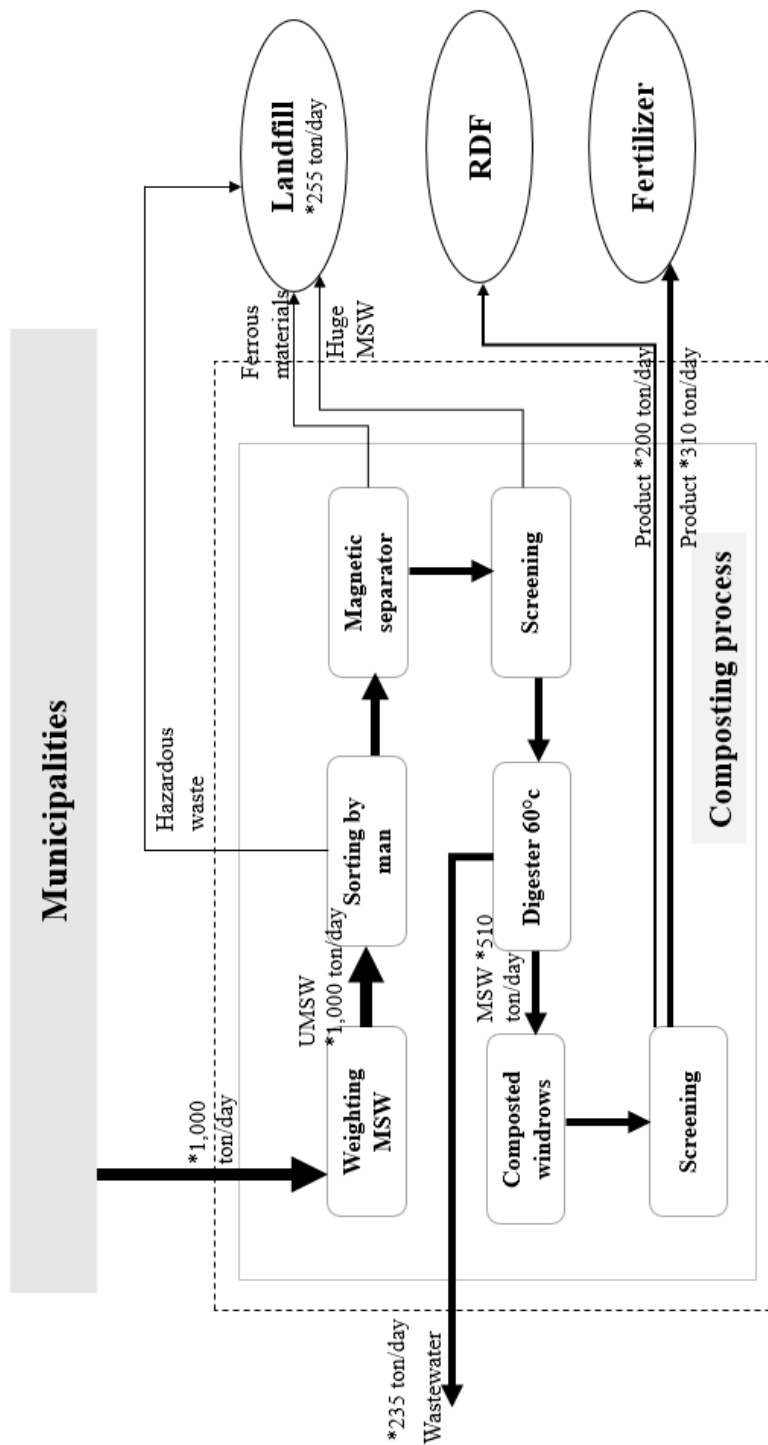 Municipalities
*1,000
ton/day
Hazardous
waste
UMSW
*1,000 ton/day
Weighting
MSW
Sorting by
man
Magnetic
separator
Ferrous
materials
Huge
MSW
Landfill
*255 ton/day
*235 ton/day
Wastewater
MSW *510
ton/day
Composted
windrows
Digester 60°c
Screening
RDF
Screening
Product *200 ton/day
Product *310 ton/day
Fertilizer
Composting process